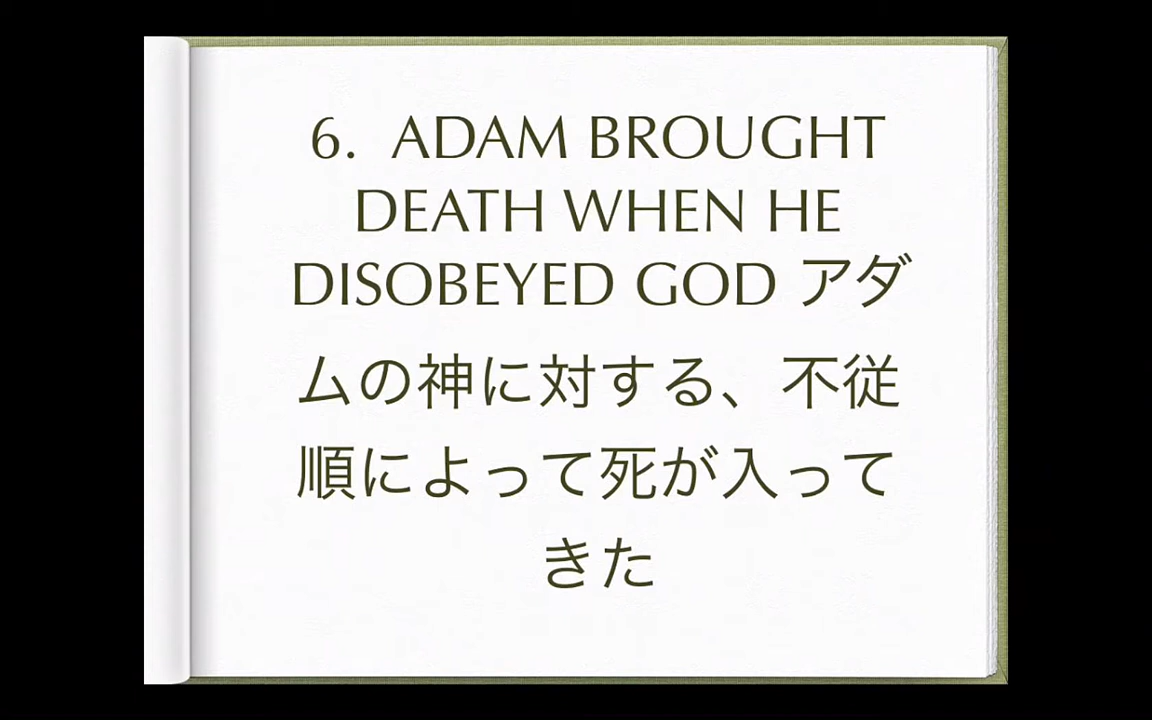 6. ADAM BROUGHT
DEATH WHEN HE
DISOBEYED GOD アダ
ムの神に対する、不従
順によって死が入って
きた